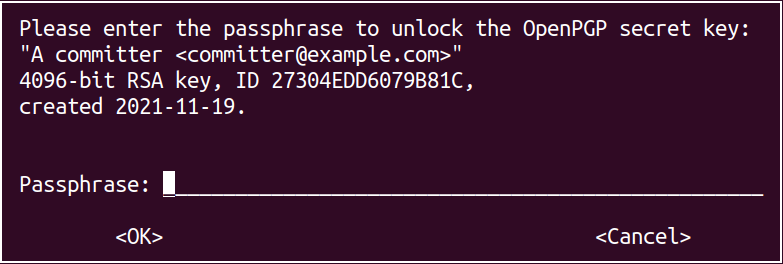 Please enter the passphrase to unlock the OpenPGP secret key:
"A committer <committer@example.com>"
4096-bit RSA key, ID 27304EDD6079B81C,
created 2021-11-19.
Passphrase: __________________________________________________
<OK> <Cancel>